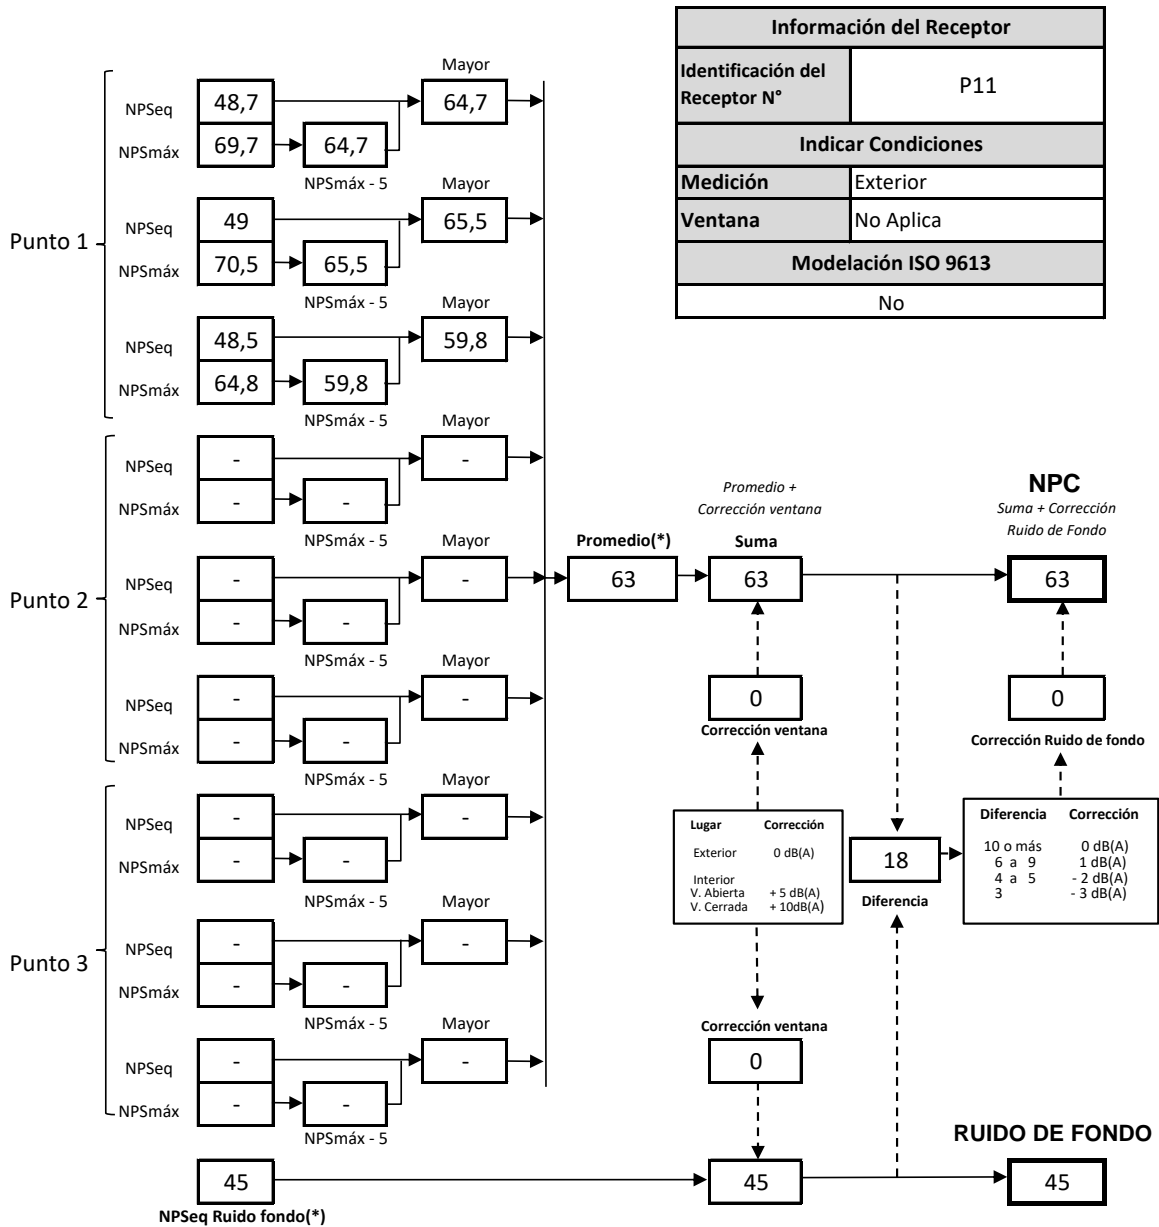 Información del Receptor
Identificación del
Receptor N°
P11
Indicar Condiciones
Medición
Exterior
Ventana
No Aplica
Modelación ISO 9613
No
Punto 1
Mayor
NPSeq
48,7
64,7
NPSmáx
69,7
64,7
NPSmáx - 5
Mayor
NPSeq
49
65,5
NPSmáx
70,5
65,5
NPSmáx - 5
Mayor
NPSeq
48,5
59,8
NPSmáx
64,8
59,8
NPSmáx - 5
Punto 2
Mayor
NPSeq
-
-
NPSmáx
-
-
NPSmáx - 5
Mayor
NPSeq
-
-
NPSmáx
-
-
NPSmáx - 5
Mayor
NPSeq
-
-
NPSmáx
-
-
NPSmáx - 5
Punto 3
Mayor
NPSeq
-
-
NPSmáx
-
-
NPSmáx - 5
Mayor
NPSeq
-
-
NPSmáx
-
-
NPSmáx - 5
Mayor
NPSeq
-
-
NPSmáx
-
-
NPSmáx - 5
45
NPSeq Ruido fondo(*)
Promedio(*)
63
Promedio +
Corrección ventana
Suma
63
0
Corrección ventana
Lugar Corrección
Exterior 0 dB(A)
Interior
V. Abierta + 5 dB(A)
V. Cerrada + 10dB(A)
Corrección ventana
0
45
18
Diferencia
NPC
Suma + Corrección
Ruido de Fondo
63
0
Corrección Ruido de fondo
Diferencia Corrección
10 o más 0 dB(A)
6 a 9 1 dB(A)
4 a 5 - 2 dB(A)
3 - 3 dB(A)
RUIDO DE FONDO
45